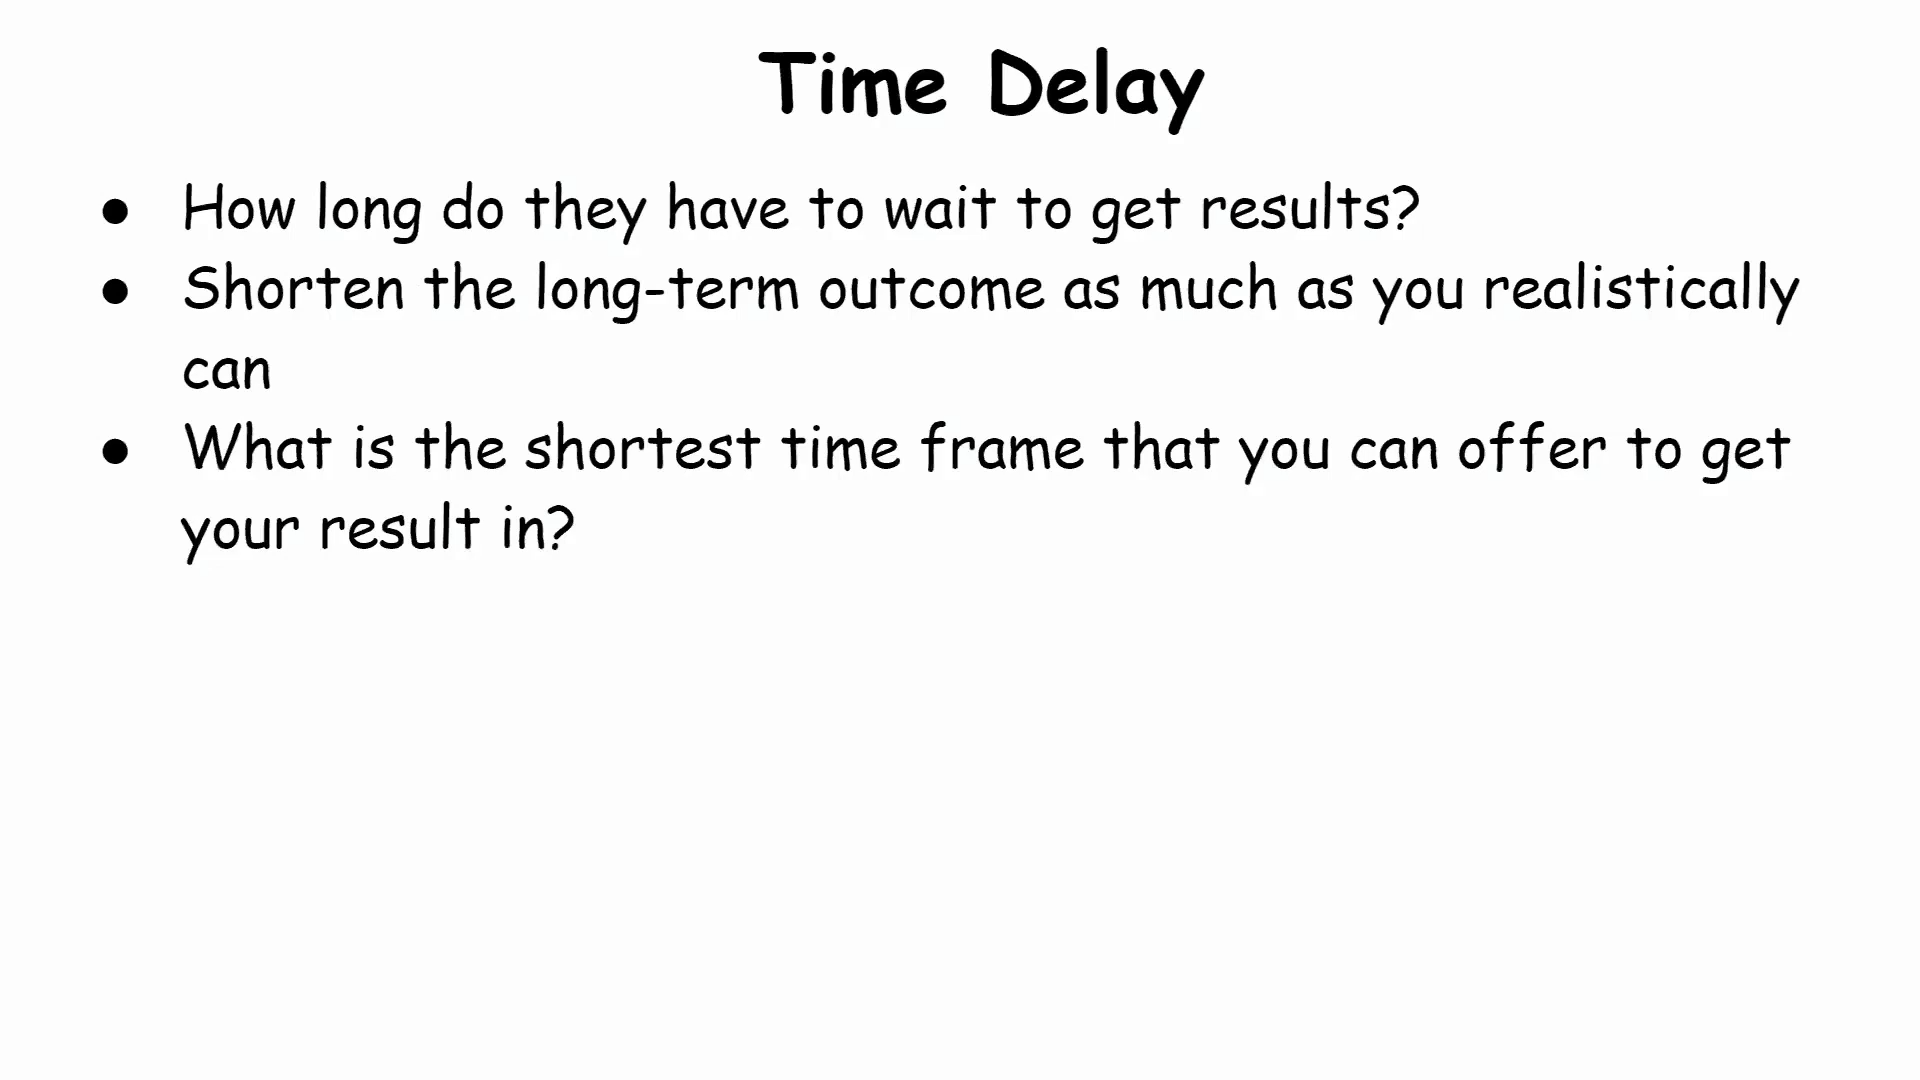 Time Delay
● How long do they have to wait to get results?
● Shorten the long-term outcome as much as you realistically
can
● What is the shortest time frame that you can offer to get
your result in?